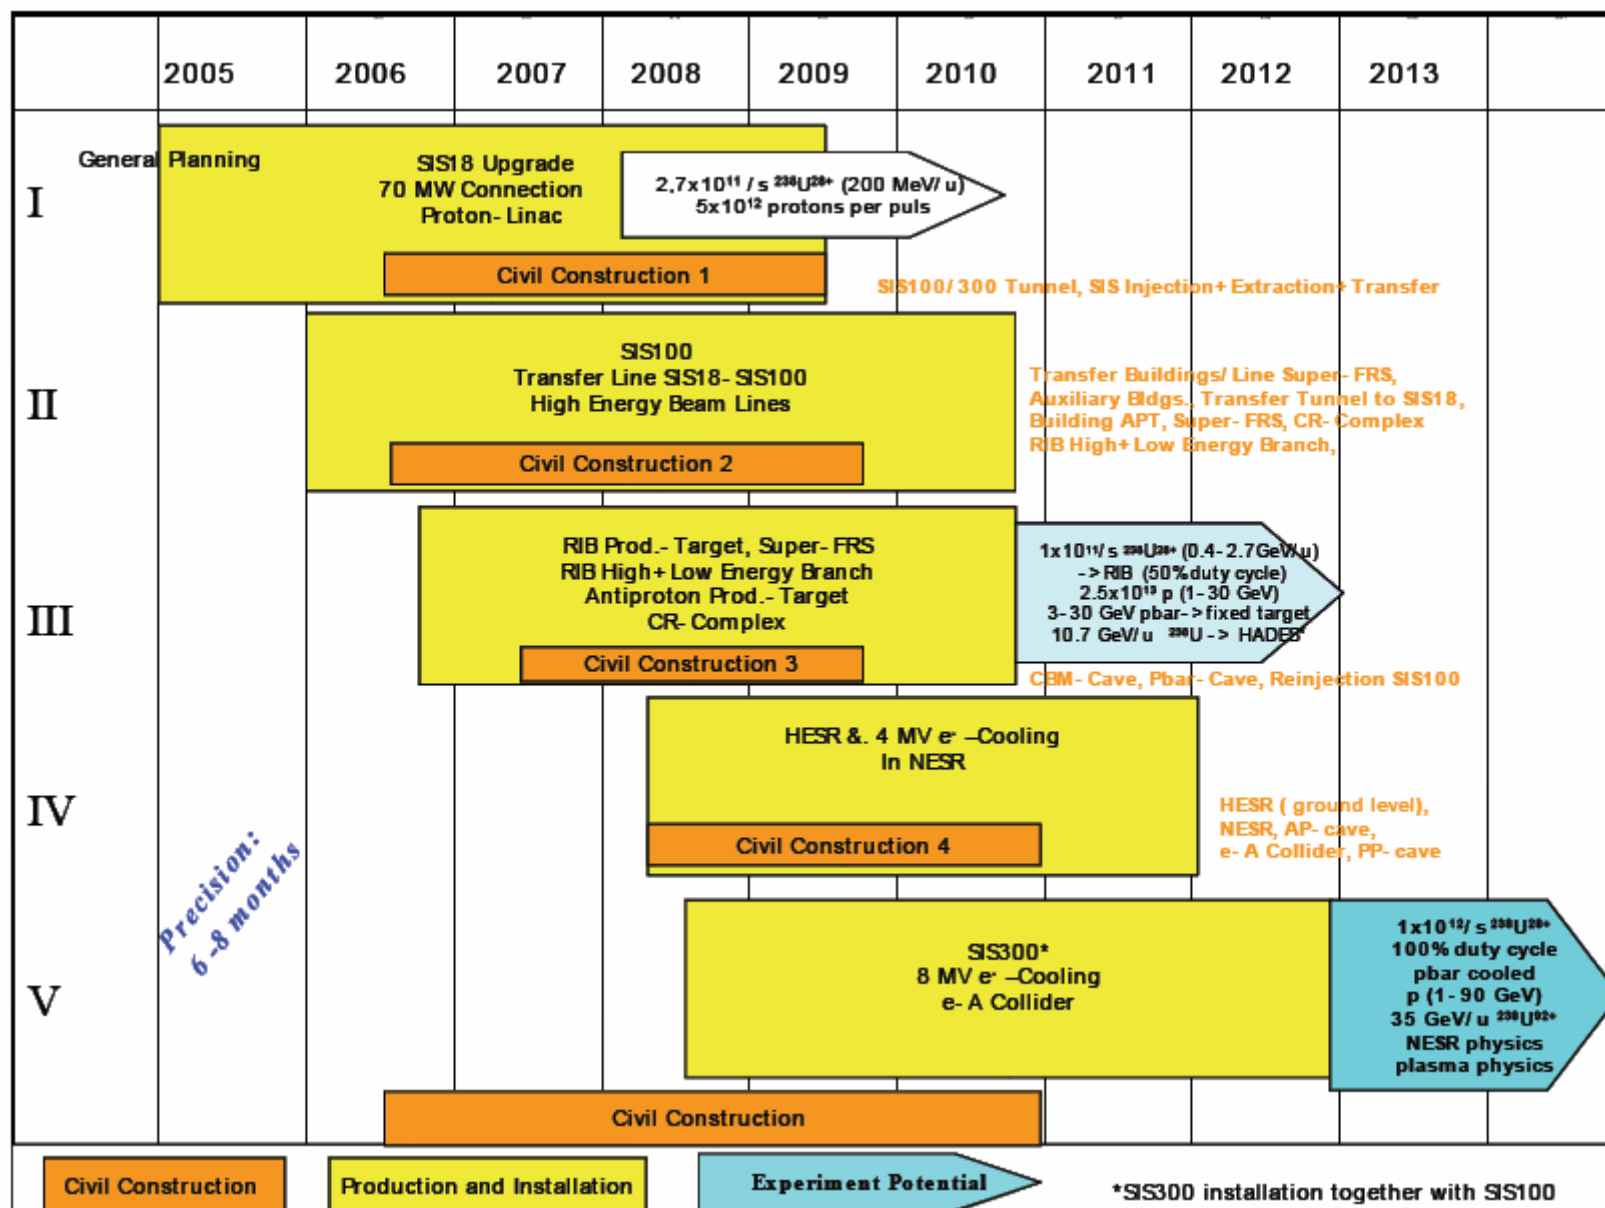 2005 2006 2007 2008 2009 2010 2011 2012 2013
I
General Planning
SIS18 Upgrade
70 MW Connection
Proton- Linac
2,7x10¹¹ / s ²³⁸U²⁸⁺ (200 MeV/ u)
5x10¹² protons per puls
Civil Construction 1
SIS100/ 300 Tunnel, SIS Injection+ Extraction+ Transfer
II
SIS100
Transfer Line SIS18- SIS100
High Energy Beam Lines
Civil Construction 2
Transfer Buildings/ Line Super- FRS,
Auxiliary Bldgs., Transfer Tunnel to SIS18,
Building APT, Super- FRS, CR- Complex
RIB High+ Low Energy Branch,
III
RIB Prod.- Target, Super- FRS
RIB High+ Low Energy Branch
Antiproton Prod.- Target
CR- Complex
Civil Construction 3
1x10¹¹/ s ²³⁸U²⁸⁺ (0.4- 2.7GeV/u)
-> RIB (50% duty cycle)
2.5x10¹³ p (1- 30 GeV)
3- 30 GeV pbar-> fixed target
10.7 GeV/ u ²³⁸U -> HADES*
CBM- Cave, Pbar- Cave, Reinjection SIS100
IV
HESR &. 4 MV e⁻ –Cooling
In NESR
Civil Construction 4
HESR ( ground level),
NESR, AP- cave,
e- A Collider, PP- cave
Precision:
6-8 months
V
SIS300*
8 MV e⁻ –Cooling
e- A Collider
1x10¹²/ s ²³⁸U²⁸⁺
100% duty cycle
pbar cooled
p (1- 90 GeV)
35 GeV/ u ²³⁸U⁹²⁺
NESR physics
plasma physics
Civil Construction
Civil Construction
Production and Installation
Experiment Potential
*SIS300 installation together with SIS100